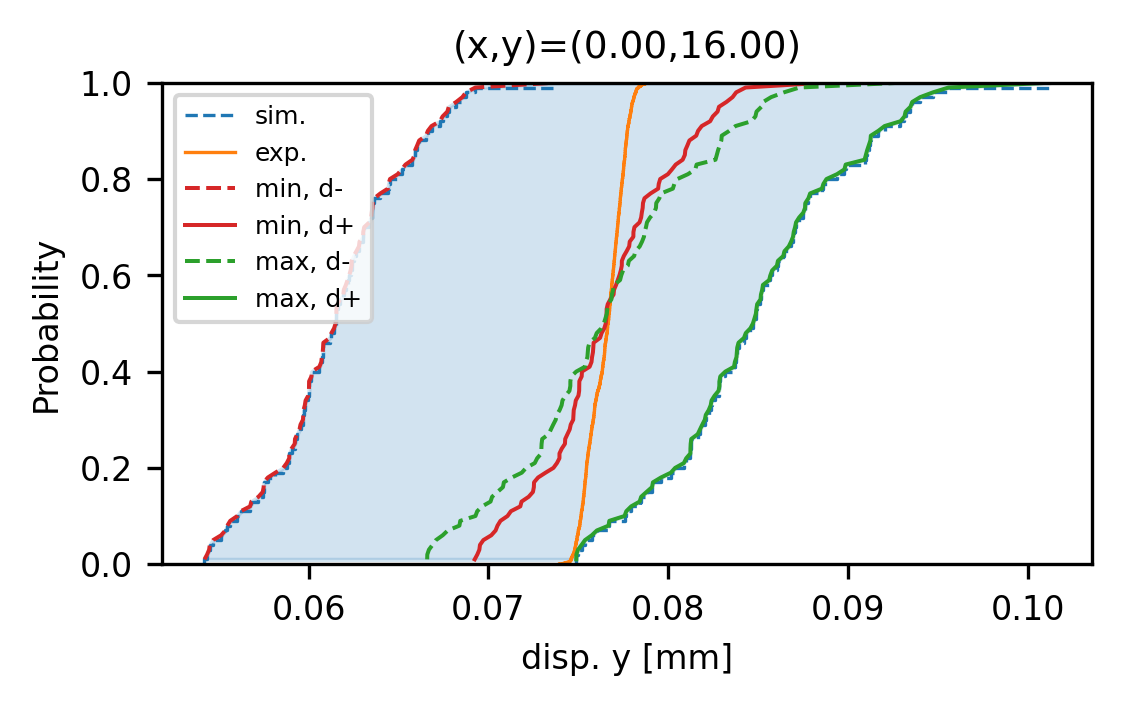 (x,y)=(0.00,16.00)
1.0
0.8
0.6
0.4
0.2
0.0
Probability
sim.
exp.
min, d-
min, d+
max, d-
max, d+
0.06 0.07 0.08 0.09 0.10
disp. y [mm]